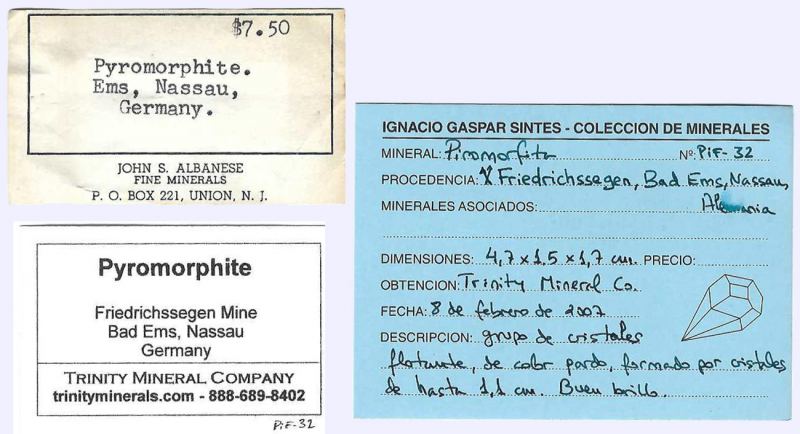 $7.50
Pyromorphite.
Ems, Nassau,
Germany.
JOHN S. ALBANESE
FINE MINERALS
P. O. BOX 221, UNION, N. J.
Pyromorphite
Friedrichssegen Mine
Bad Ems, Nassau
Germany
TRINITY MINERAL COMPANY
trinityminerals.com - 888-689-8402
PiF-32
IGNACIO GASPAR SINTES - COLECCION DE MINERALES
MINERAL: Piromorfita Nº: PiF-32
PROCEDENCIA: Friedrichssegen, Bad Ems, Nassau,
MINERALES ASOCIADOS: Alemania
DIMENSIONES: 4,7 x 1.5 x 1,7 cm. PRECIO:
OBTENCION: Trinity Mineral Co.
FECHA: 8 de febrero de 2007
DESCRIPCION: grupo de cristales
flotante, de color pardo, formado por cristales
de hasta 1,1 cm. Buen brillo.